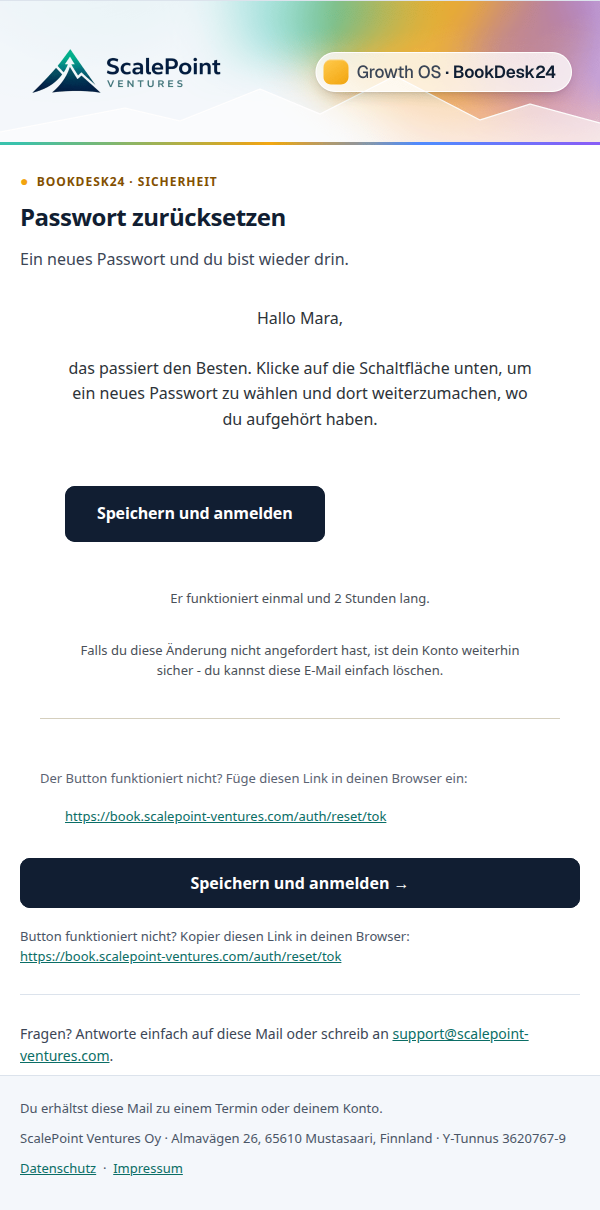 ScalePoint
VENTURES
Growth OS · BookDesk24
BOOKDESK24 · SICHERHEIT
Passwort zurücksetzen
Ein neues Passwort und du bist wieder drin.
Hallo Mara,
das passiert den Besten. Klicke auf die Schaltfläche unten, um
ein neues Passwort zu wählen und dort weiterzumachen, wo
du aufgehört haben.
Speichern und anmelden
Er funktioniert einmal und 2 Stunden lang.
Falls du diese Änderung nicht angefordert hast, ist dein Konto weiterhin
sicher - du kannst diese E-Mail einfach löschen.
Der Button funktioniert nicht? Füge diesen Link in deinen Browser ein:
https://book.scalepoint-ventures.com/auth/reset/tok
Speichern und anmelden →
Button funktioniert nicht? Kopier diesen Link in deinen Browser:
https://book.scalepoint-ventures.com/auth/reset/tok
Fragen? Antworte einfach auf diese Mail oder schreib an support@scalepoint-
ventures.com.
Du erhältst diese Mail zu einem Termin oder deinem Konto.
ScalePoint Ventures Oy · Almavägen 26, 65610 Mustasaari, Finnland · Y-Tunnus 3620767-9
Datenschutz · Impressum